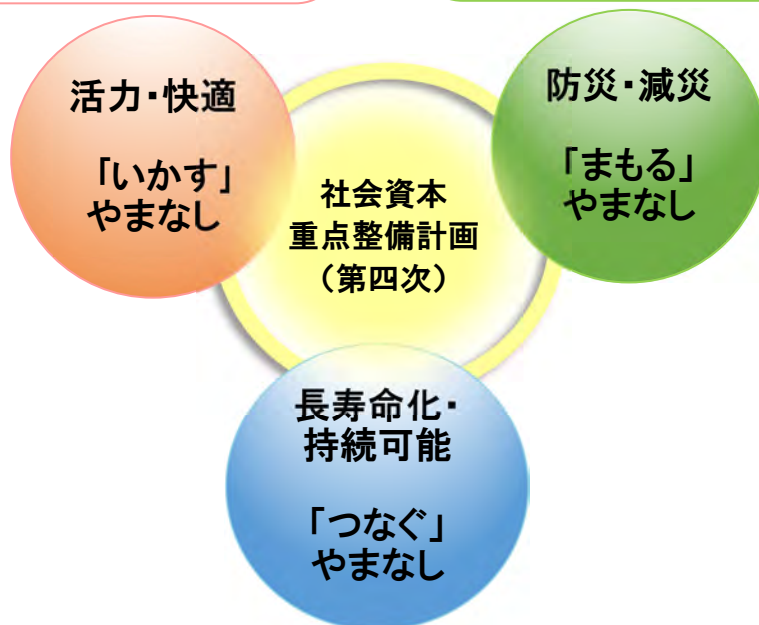 活力・快適
「いかす」
やまなし
防災・減災
「まもる」
やまなし
社会資本
重点整備計画
（第四次）
長寿命化・
持続可能
「つなぐ」
やまなし